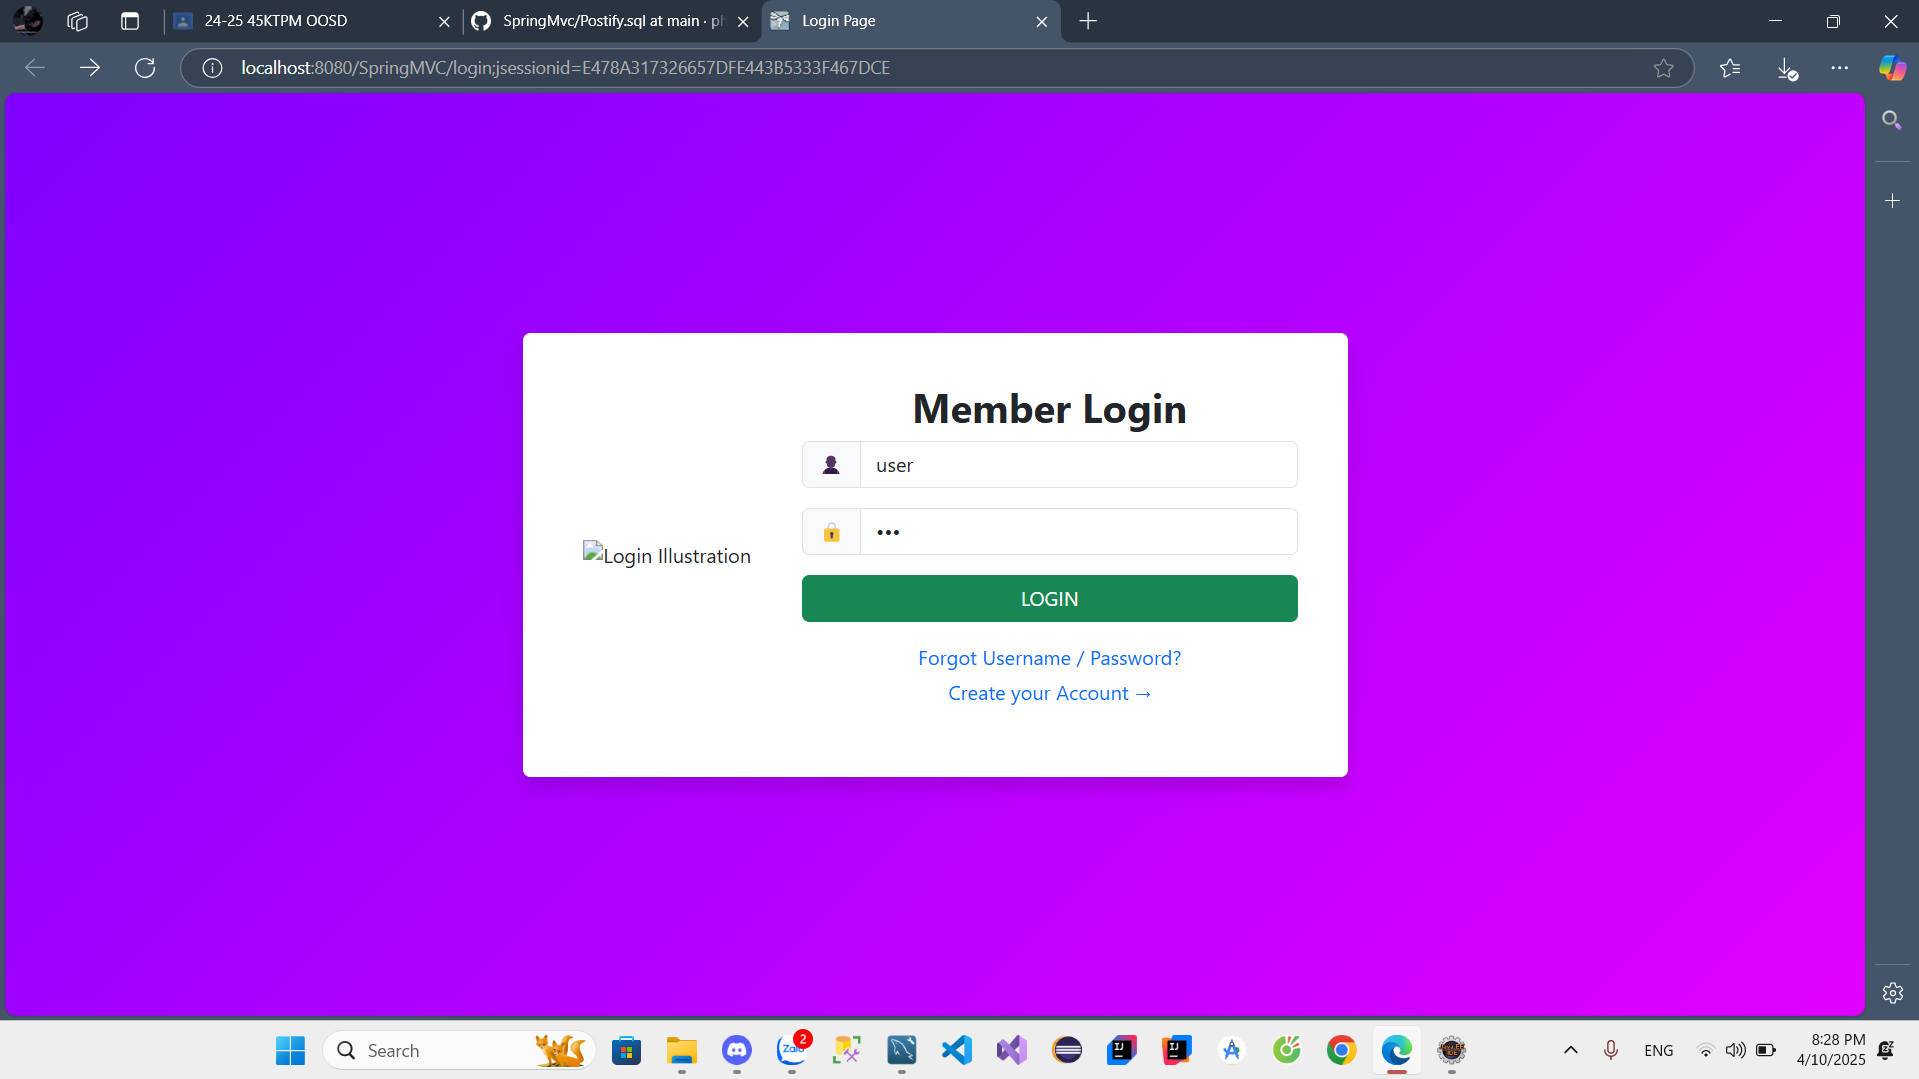 24-25 45KTPM OOSD
SpringMvc/Postify.sql at main · ph
Login Page
localhost:8080/SpringMVC/login;jsessionid=E478A317326657DFE443B5333F467DCE
Member Login
user
•••
Login Illustration
LOGIN
Forgot Username / Password?
Create your Account →
Search
2
Zalo
ENG
8:28 PM
4/10/2025